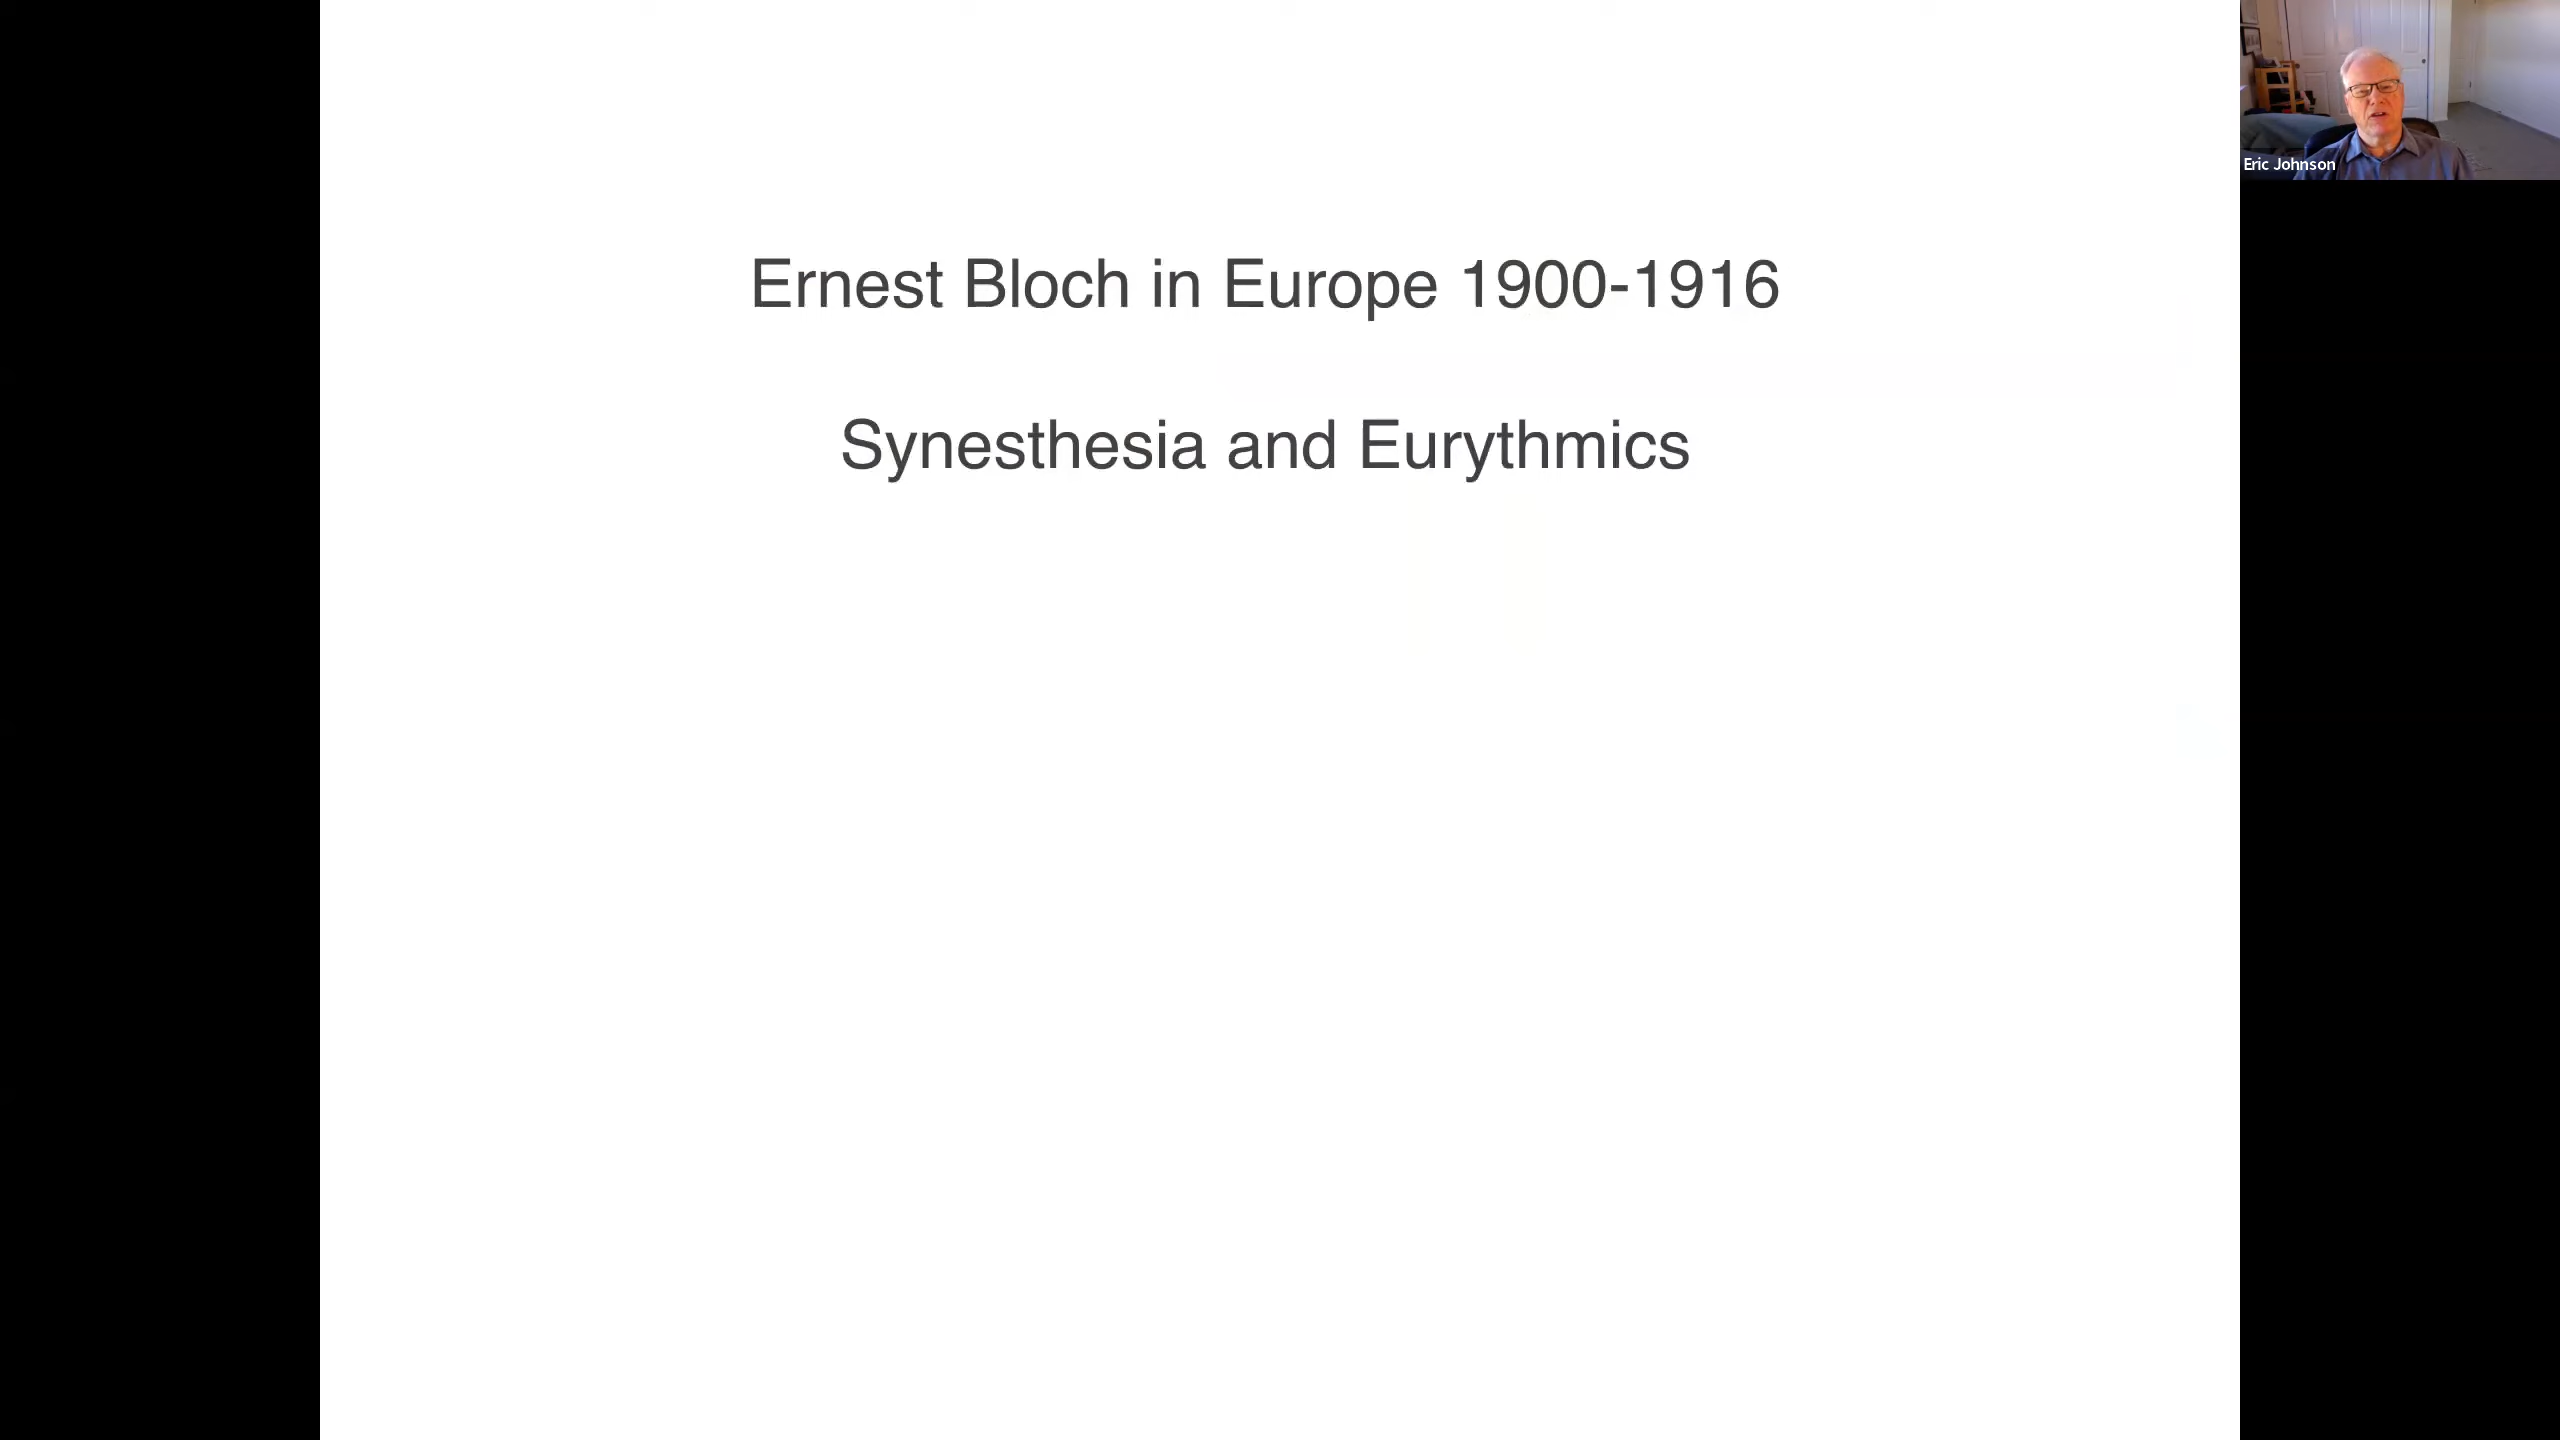 Ernest Bloch in Europe 1900-1916
Synesthesia and Eurythmics
Eric Johnson